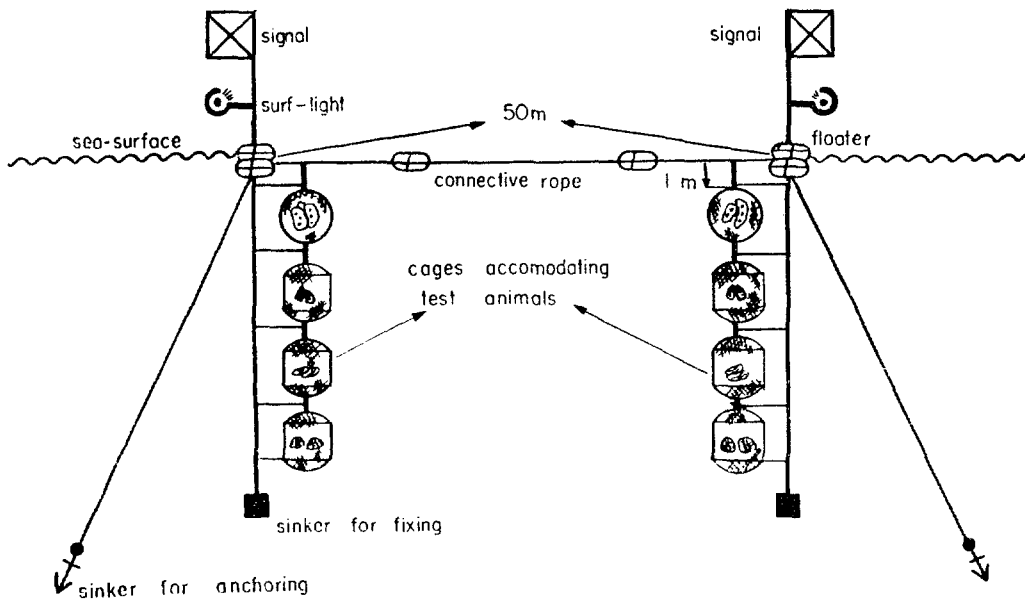 signal
signal
surf-light
50m
sea-surface
floater
connective rope
1 m
cages accomodating
test animals
sinker for fixing
sinker for anchoring